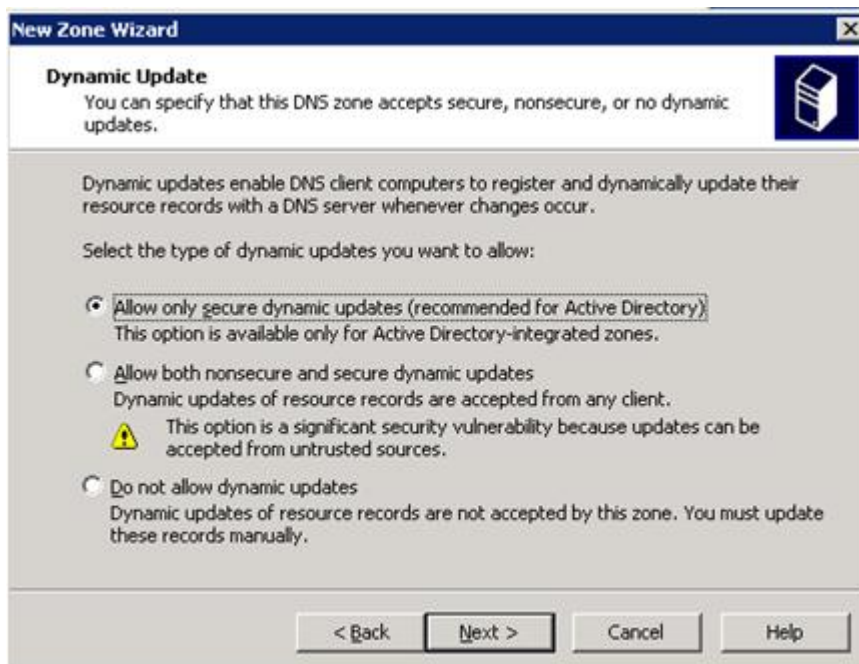 New Zone Wizard
Dynamic Update
You can specify that this DNS zone accepts secure, nonsecure, or no dynamic
updates.
Dynamic updates enable DNS client computers to register and dynamically update their
resource records with a DNS server whenever changes occur.
Select the type of dynamic updates you want to allow:
Allow only secure dynamic updates (recommended for Active Directory)
This option is available only for Active Directory-integrated zones.
Allow both nonsecure and secure dynamic updates
Dynamic updates of resource records are accepted from any client.
This option is a significant security vulnerability because updates can be
accepted from untrusted sources.
Do not allow dynamic updates
Dynamic updates of resource records are not accepted by this zone. You must update
these records manually.
< Back Next > Cancel Help